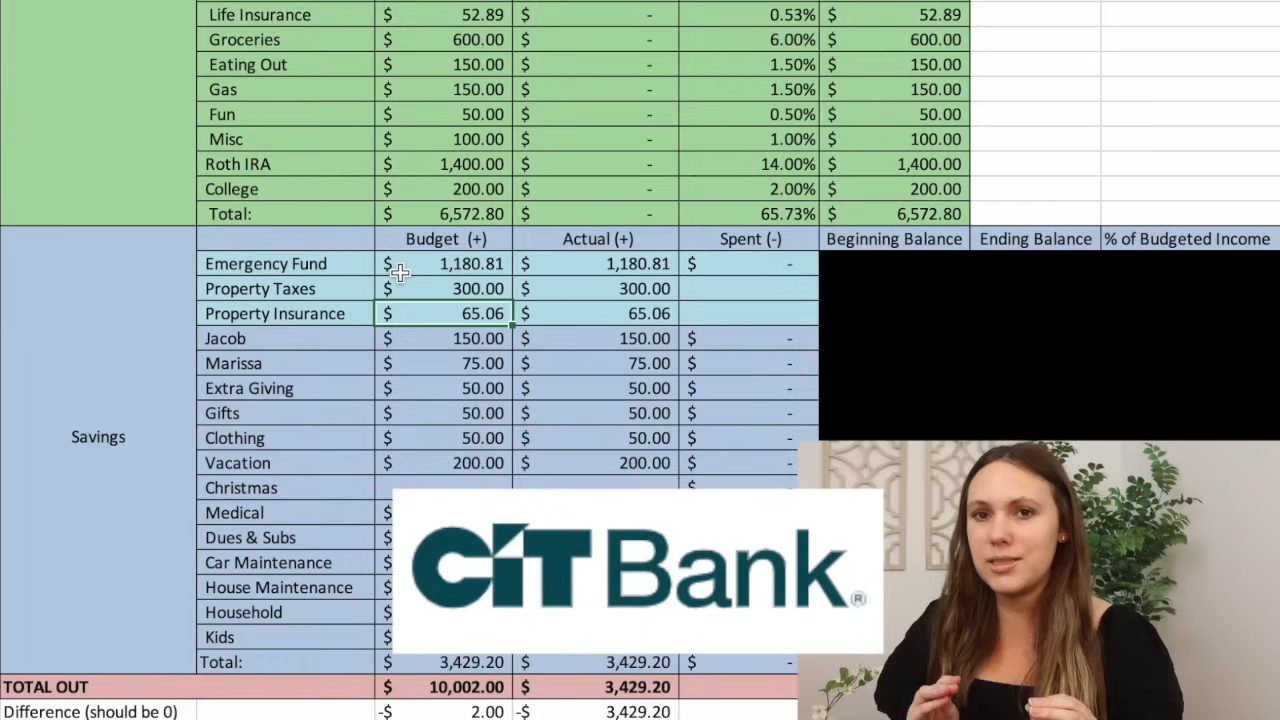 Life Insurance $ 52.89 $ - 0.53% $ 52.89
Groceries $ 600.00 $ - 6.00% $ 600.00
Eating Out $ 150.00 $ - 1.50% $ 150.00
Gas $ 150.00 $ - 1.50% $ 150.00
Fun $ 50.00 $ - 0.50% $ 50.00
Misc $ 100.00 $ - 1.00% $ 100.00
Roth IRA $ 1,400.00 $ - 14.00% $ 1,400.00
College $ 200.00 $ - 2.00% $ 200.00
Total: $ 6,572.80 $ - 65.73% $ 6,572.80
Budget (+) Actual (+) Spent (-) Beginning Balance Ending Balance % of Budgeted Income
Emergency Fund $ 1,180.81 $ 1,180.81 $ -
Property Taxes $ 300.00 $ 300.00
Property Insurance $ 65.06 $ 65.06
Jacob $ 150.00 $ 150.00 $ -
Marissa $ 75.00 $ 75.00 $ -
Extra Giving $ 50.00 $ 50.00 $ -
Gifts $ 50.00 $ 50.00 $ -
Savings Clothing $ 50.00 $ 50.00 $ -
Vacation $ 200.00 $ 200.00 $ -
Christmas $ -
Medical $
Dues & Subs $
Car Maintenance $
CIT Bank®
House Maintenance $
Household $
Kids $
Total: $ 3,429.20 $ 3,429.20 $ -
TOTAL OUT $ 10,002.00 $ 3,429.20
Difference (should be 0) -$ 2.00 -$ 3,429.20